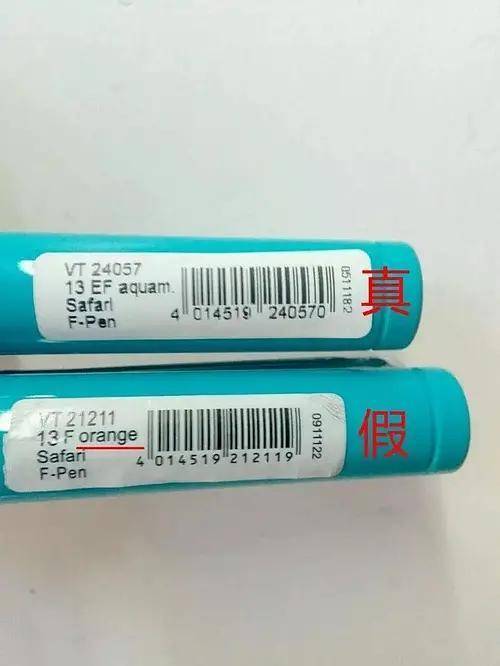 VT 24057
13 EF aquam.
Safari
F-Pen
4 014519 240570
0511182
真
VT 21211
13 F orange
Safari
F-Pen
4 014519 212119
0911122
假